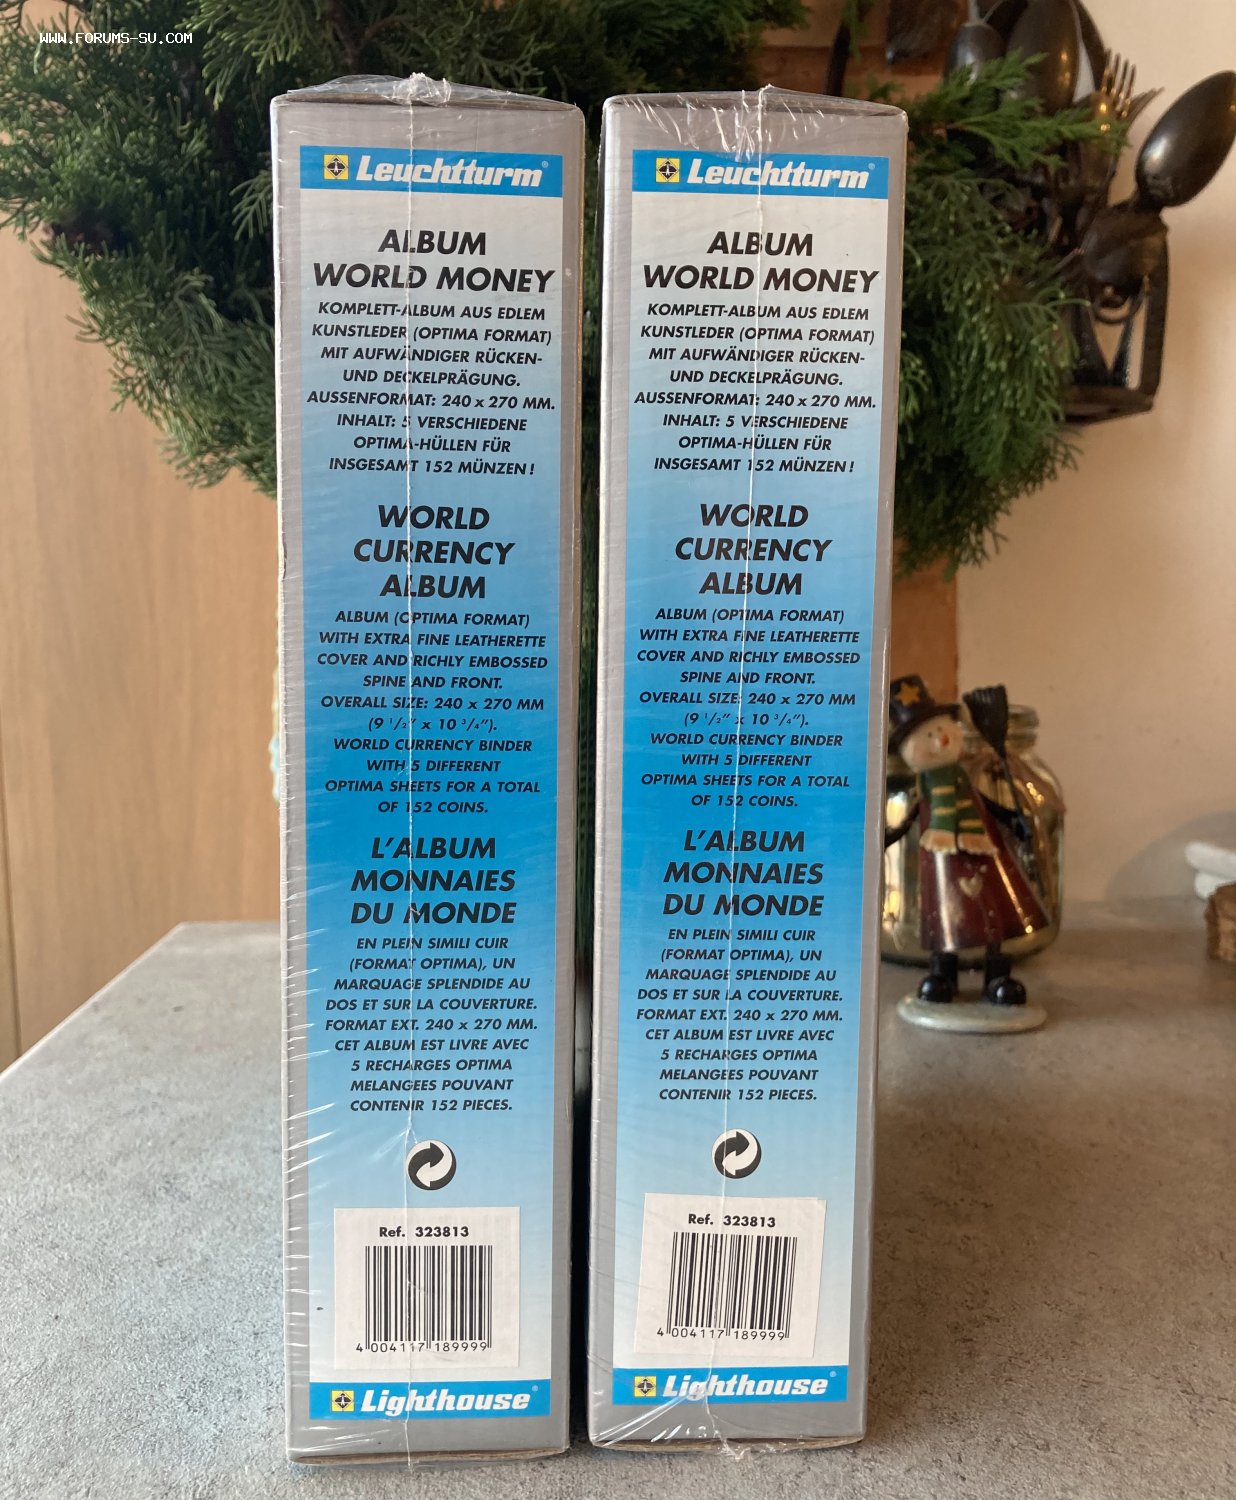 WWW.FORUMS-SU.COM
Leuchtturm®
ALBUM
WORLD MONEY
KOMPLETT-ALBUM AUS EDLEM
KUNSTLEDER (OPTIMA FORMAT)
MIT AUFWÄNDIGER RÜCKEN-
UND DECKELPRÄGUNG.
AUSSENFORMAT: 240 x 270 MM.
INHALT: 5 VERSCHIEDENE
OPTIMA-HÜLLEN FÜR
INSGESAMT 152 MÜNZEN!
WORLD
CURRENCY
ALBUM
ALBUM (OPTIMA FORMAT)
WITH EXTRA FINE LEATHERETTE
COVER AND RICHLY EMBOSSED
SPINE AND FRONT.
OVERALL SIZE: 240 x 270 MM
(9 1/2" x 10 3/4").
WORLD CURRENCY BINDER
WITH 5 DIFFERENT
OPTIMA SHEETS FOR A TOTAL
OF 152 COINS.
L'ALBUM
MONNAIES
DU MONDE
EN PLEIN SIMILI CUIR
(FORMAT OPTIMA), UN
MARQUAGE SPLENDIDE AU
DOS ET SUR LA COUVERTURE.
FORMAT EXT. 240 x 270 MM.
CET ALBUM EST LIVRE AVEC
5 RECHARGES OPTIMA
MELANGEES POUVANT
CONTENIR 152 PIECES.
Ref. 323813
4 004117 189999
Lighthouse®
Leuchtturm®
ALBUM
WORLD MONEY
KOMPLETT-ALBUM AUS EDLEM
KUNSTLEDER (OPTIMA FORMAT)
MIT AUFWÄNDIGER RÜCKEN-
UND DECKELPRÄGUNG.
AUSSENFORMAT: 240 x 270 MM.
INHALT: 5 VERSCHIEDENE
OPTIMA-HÜLLEN FÜR
INSGESAMT 152 MÜNZEN!
WORLD
CURRENCY
ALBUM
ALBUM (OPTIMA FORMAT)
WITH EXTRA FINE LEATHERETTE
COVER AND RICHLY EMBOSSED
SPINE AND FRONT.
OVERALL SIZE: 240 x 270 MM
(9 1/2" x 10 3/4").
WORLD CURRENCY BINDER
WITH 5 DIFFERENT
OPTIMA SHEETS FOR A TOTAL
OF 152 COINS.
L'ALBUM
MONNAIES
DU MONDE
EN PLEIN SIMILI CUIR
(FORMAT OPTIMA), UN
MARQUAGE SPLENDIDE AU
DOS ET SUR LA COUVERTURE.
FORMAT EXT. 240 x 270 MM.
CET ALBUM EST LIVRE AVEC
5 RECHARGES OPTIMA
MELANGEES POUVANT
CONTENIR 152 PIECES.
Ref. 323813
4 004117 189999
Lighthouse®